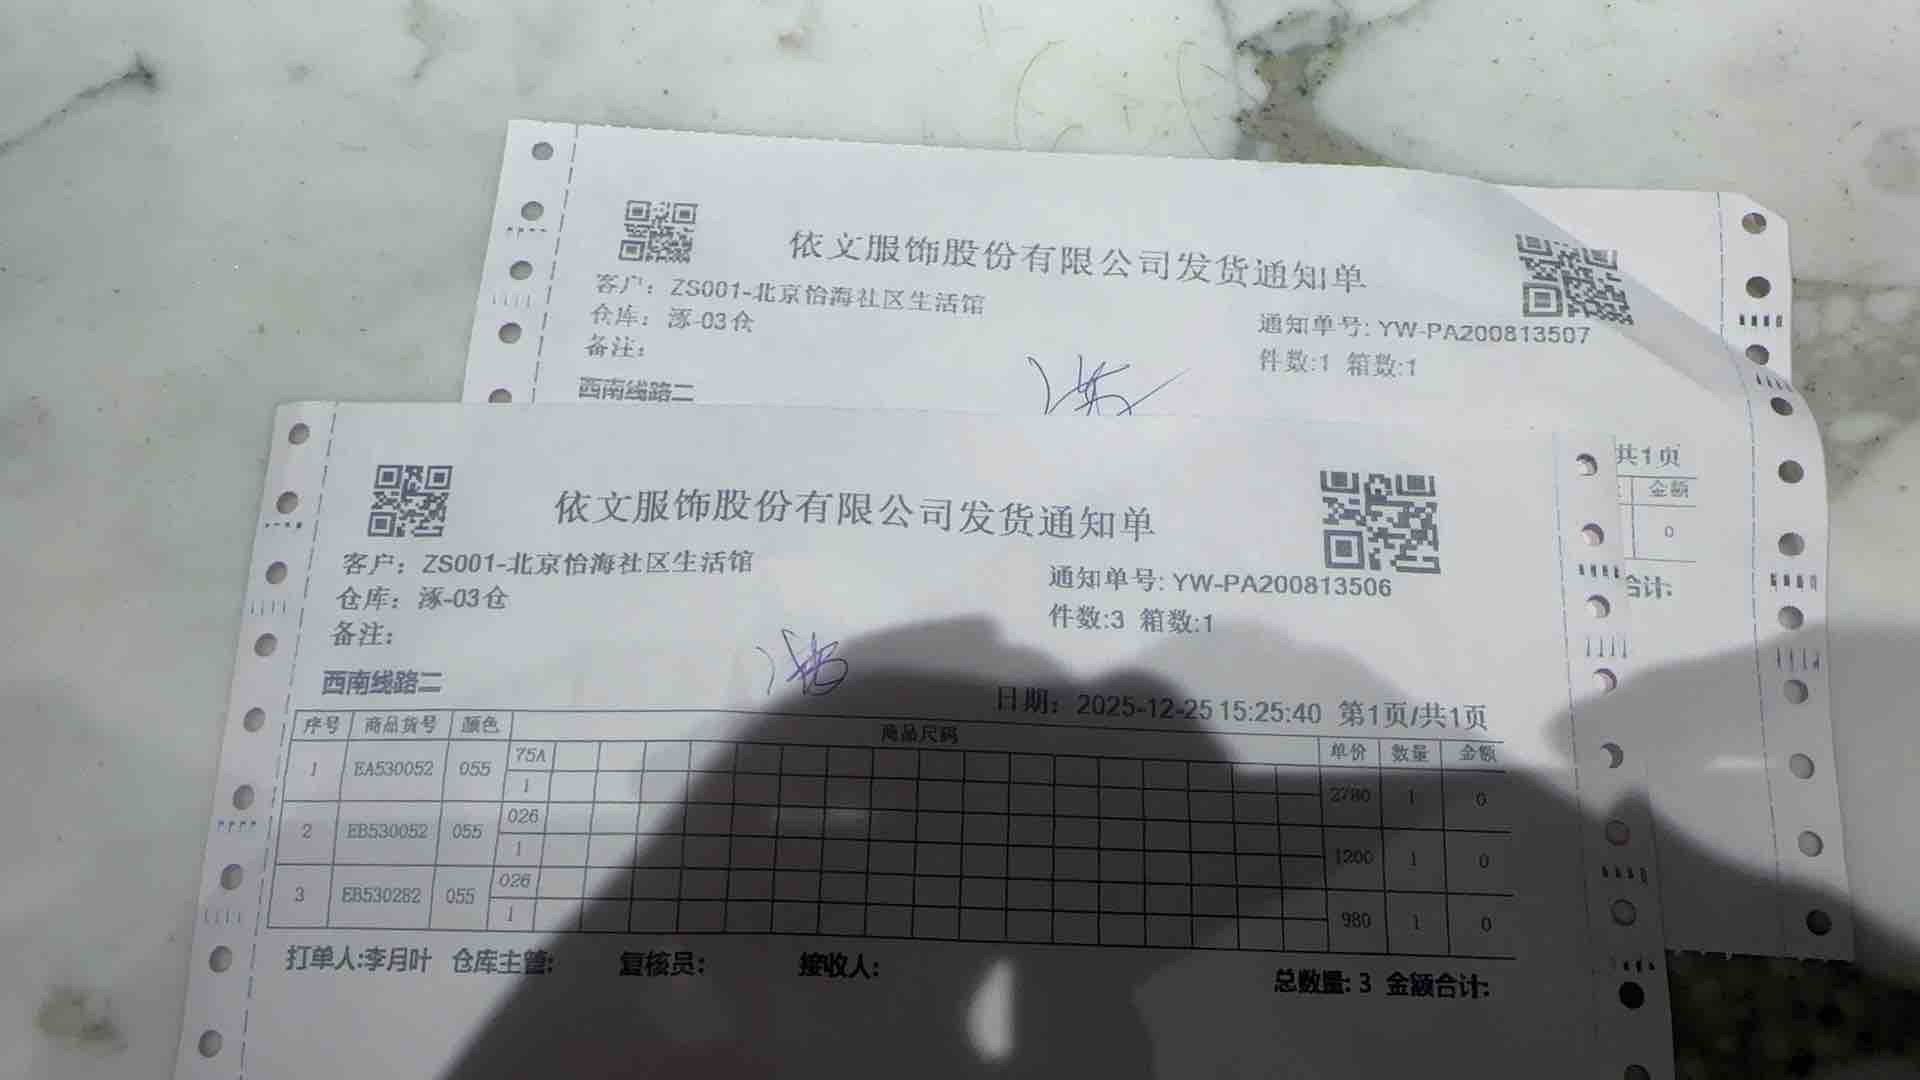 依文服饰股份有限公司发货通知单
客户：ZS001-北京怡海社区生活馆
仓库：涿-03仓
通知单号: YW-PA200813507
备注：
件数:1 箱数:1
西南线路二
共1页
金额
0
合计:
依文服饰股份有限公司发货通知单
客户：ZS001-北京怡海社区生活馆
通知单号: YW-PA200813506
仓库：涿-03仓
件数:3 箱数:1
备注：
西南线路二
日期：2025-12-25 15:25:40 第1页/共1页
序号 商品货号 颜色 商品尺码 单价 数量 金额
1 EA530052 055 75A 2780 1 0
1
2 EB530052 055 026 1200 1 0
1
3 EB530282 055 026 980 1 0
1
打单人:李月叶 仓库主管: 复核员: 接收人:
总数量: 3 金额合计: